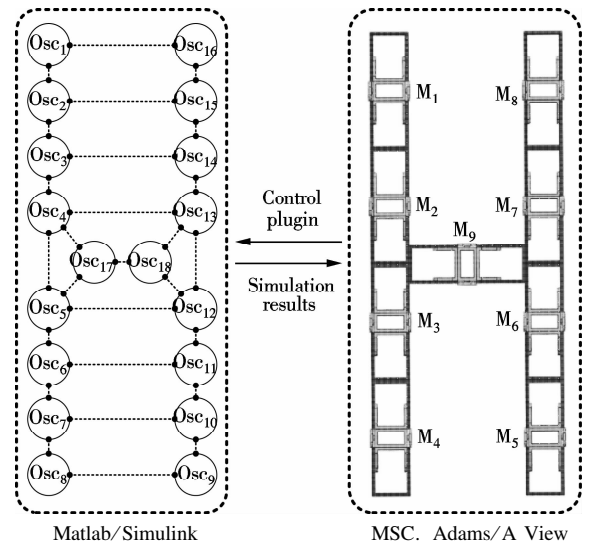 Osc1 Osc16
Osc2 Osc15
Osc3 Osc14
Osc4 Osc13
Osc17 Osc18
Osc5 Osc12
Osc6 Osc11
Osc7 Osc10
Osc8 Osc9
Matlab/Simulink
Control
plugin
Simulation
results
M1 M8
M2 M7
M9
M3 M6
M4 M5
MSC. Adams/A View